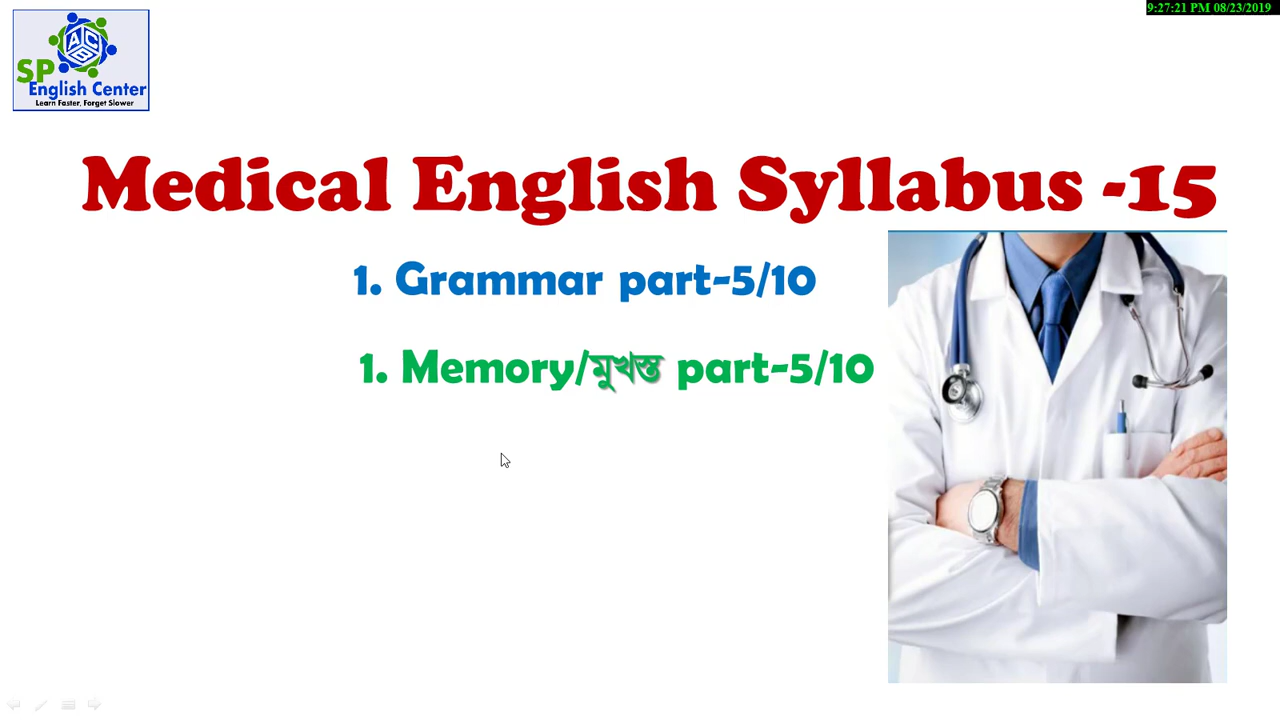 9:27:21 PM 08/23/2019
ABC
SP
English Center
Learn Faster, Forget Slower
Medical English Syllabus -15
1. Grammar part-5/10
1. Memory/মুখস্ত part-5/10